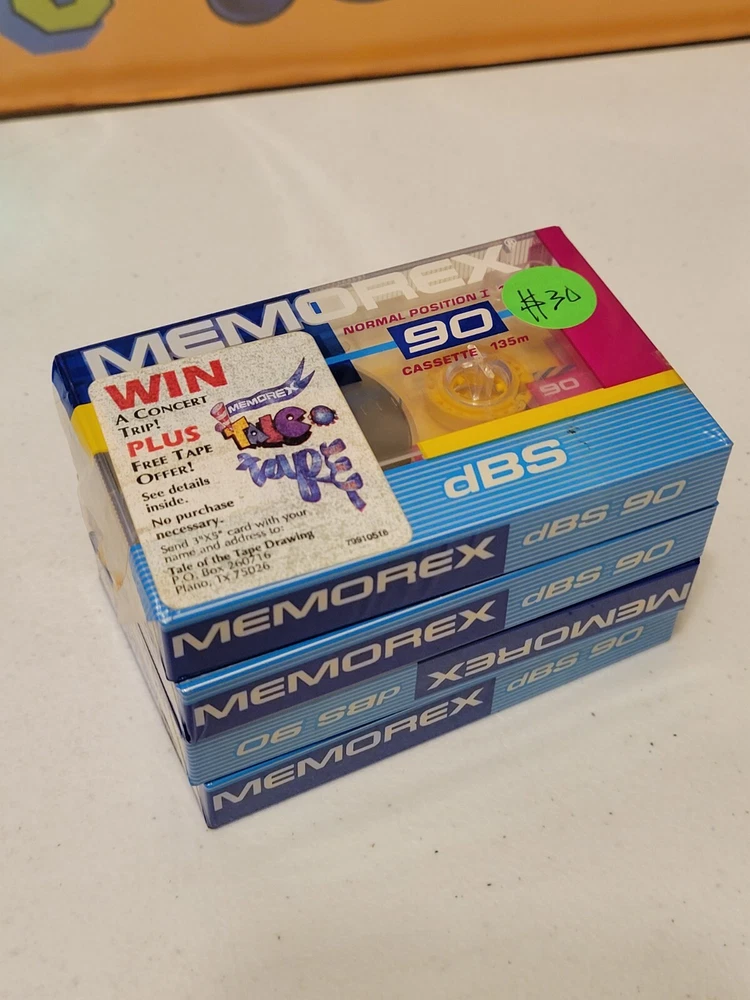 MEMOREX
NORMAL POSITION I
$30
90
CASSETTE 135m
90
WIN
A CONCERT
TRIP!
PLUS
FREE TAPE
OFFER!
See details
inside.
No purchase
necessary.
Send 3"X5" card with your
name and address to:
Tale of the Tape Drawing
P.O. Box 260716
Plano, Tx 75026
79910518
MEMOREX
TALE OF
tape
dBS
MEMOREX dBS 90
MEMOREX dBS 90
MEMOREX dBS 90
MEMOREX dBS 90